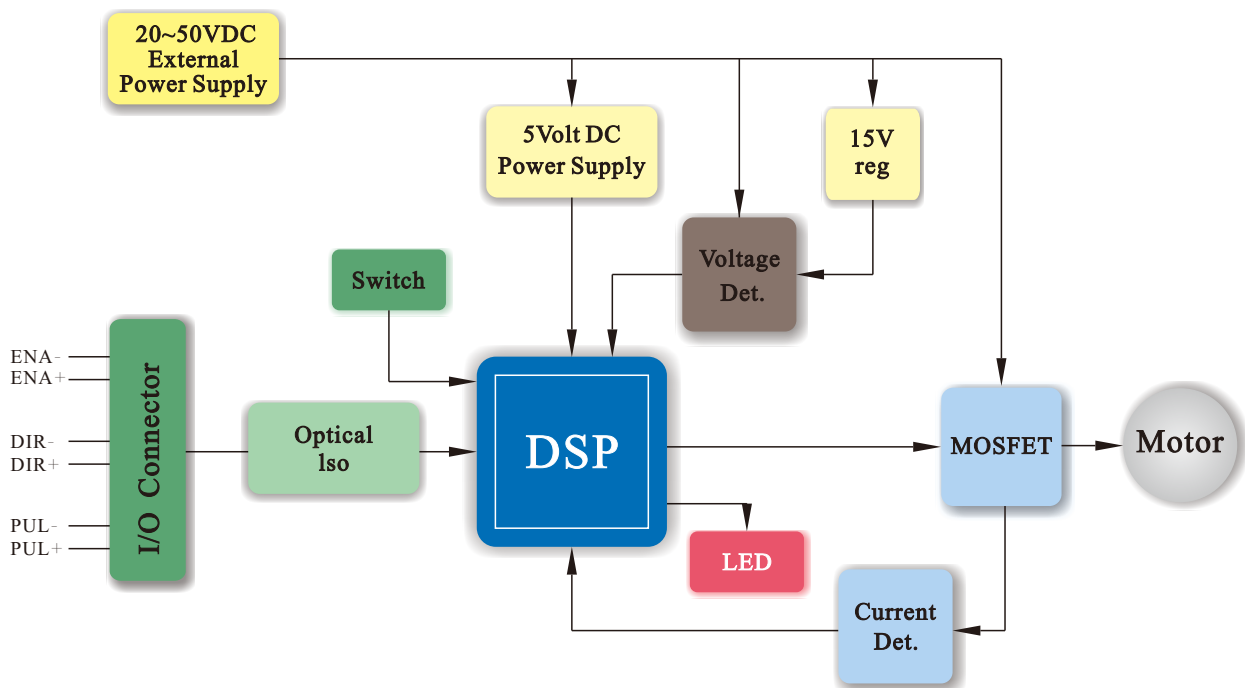 20~50VDC
External
Power Supply
5Volt DC
Power Supply
15V
reg
Voltage
Det.
Switch
ENA-
ENA+
DIR-
DIR+
PUL-
PUL+
I/O Connector
Optical
lso
DSP
MOSFET
Motor
LED
Current
Det.